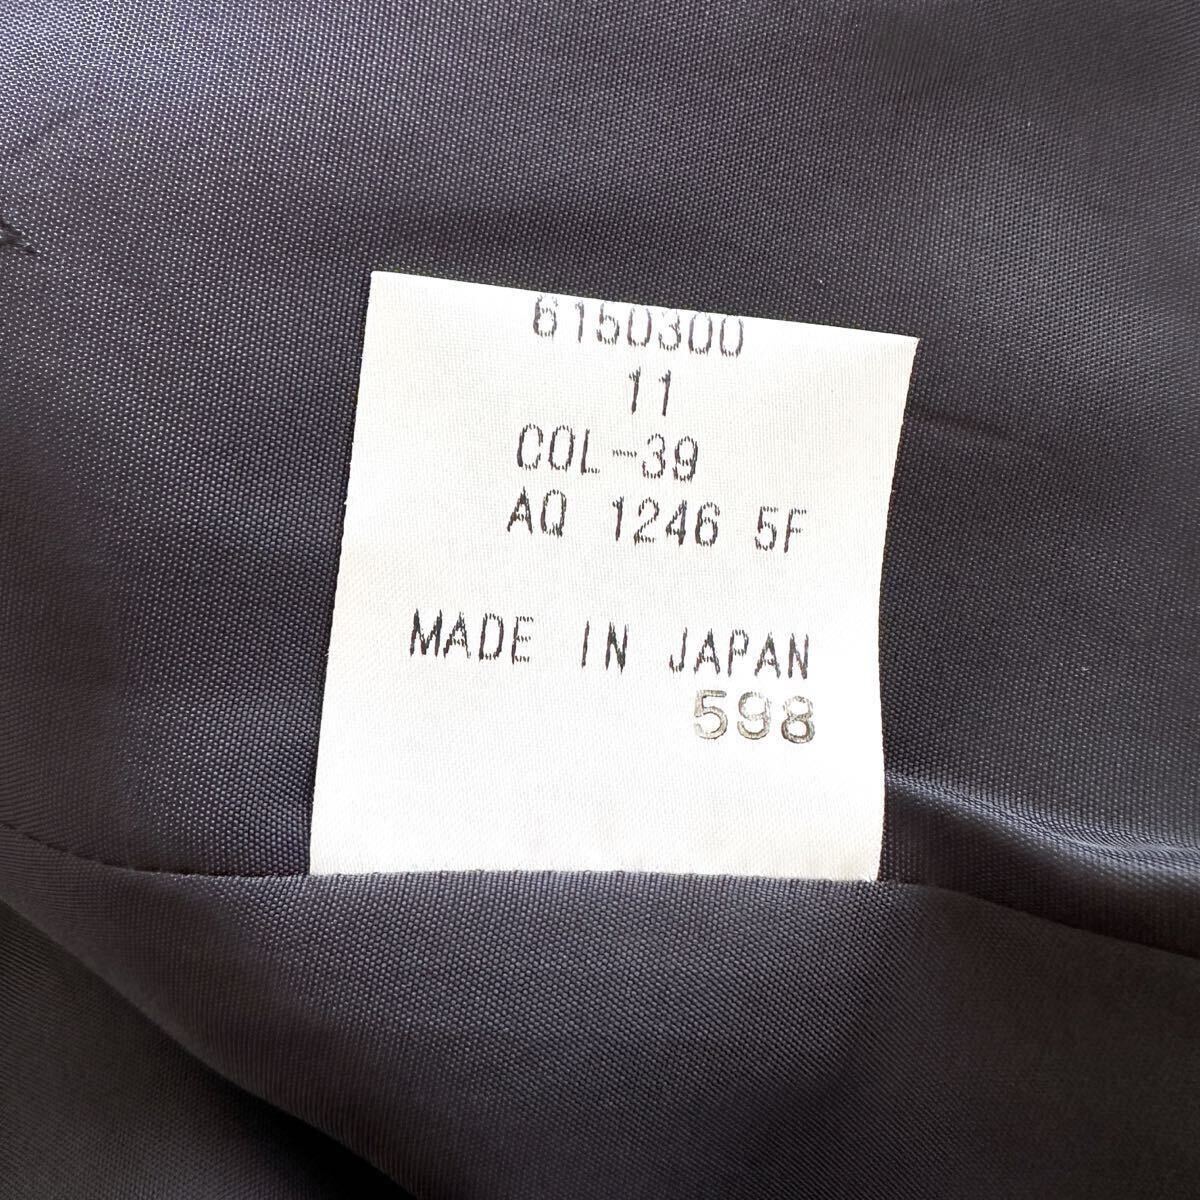 6150300
11
COL-39
AQ 1246 5F
MADE IN JAPAN
598